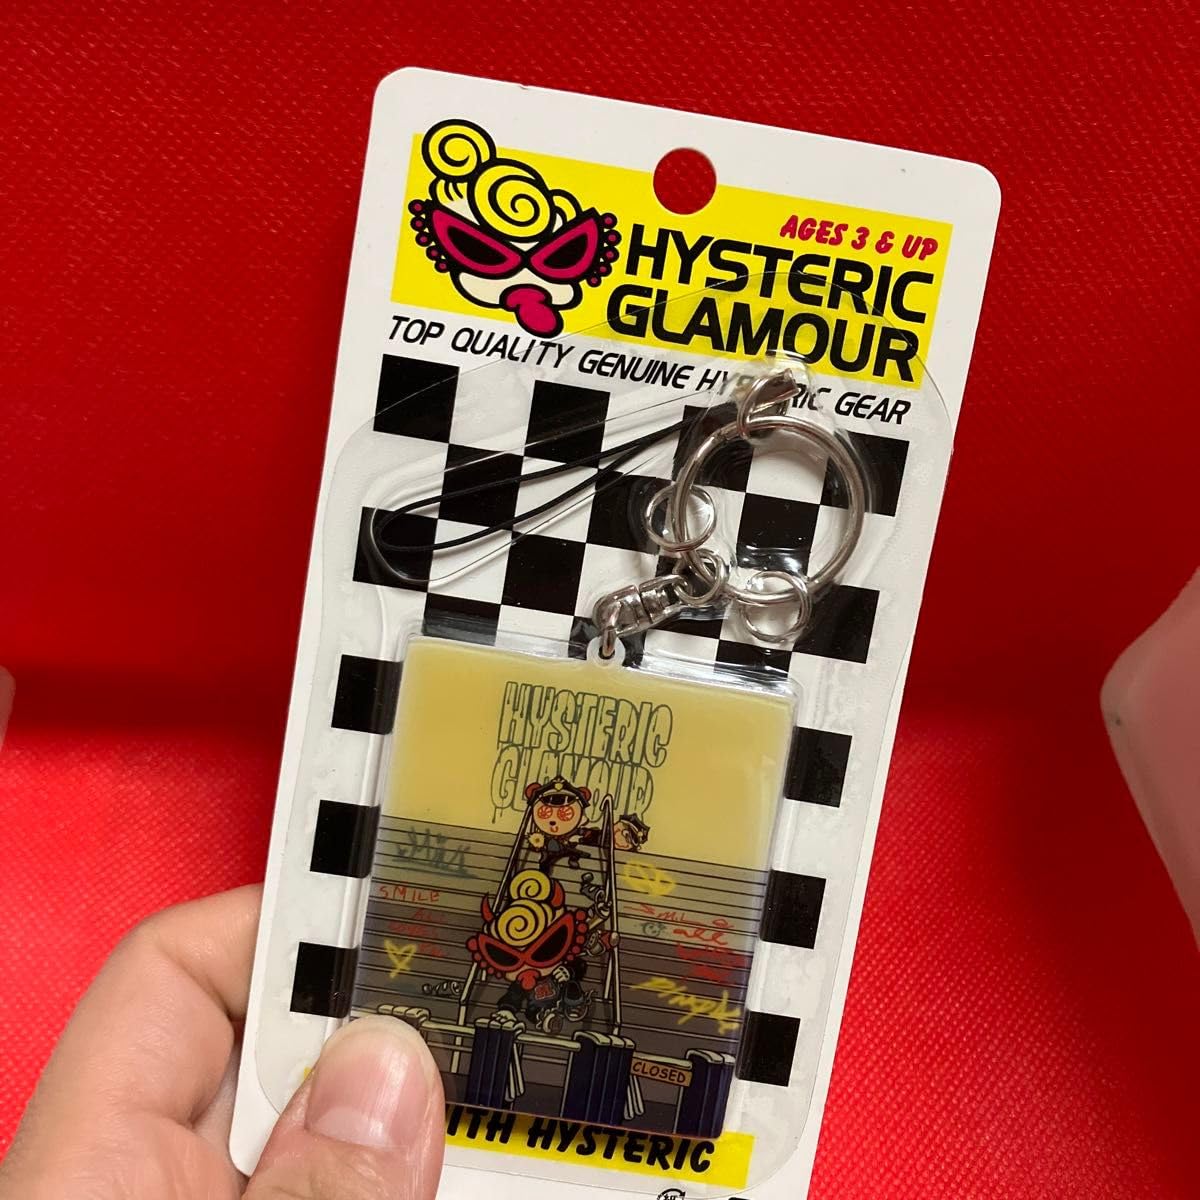 AGES 3 & UP
HYSTERIC
GLAMOUR
TOP QUALITY GENUINE HYSTERIC GEAR
HYSTERIC
GLAMOUR
SMILE
CLOSED
WITH HYSTERIC